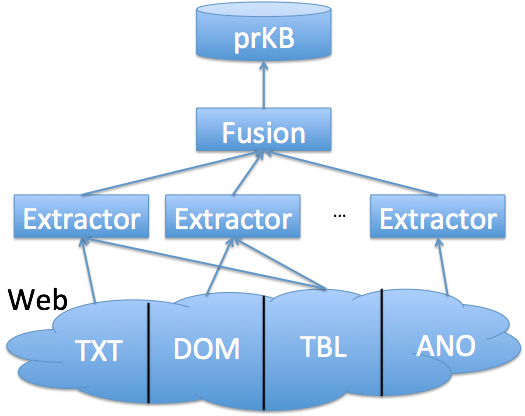 prKB
Fusion
Extractor Extractor ... Extractor
Web
TXT DOM TBL ANO